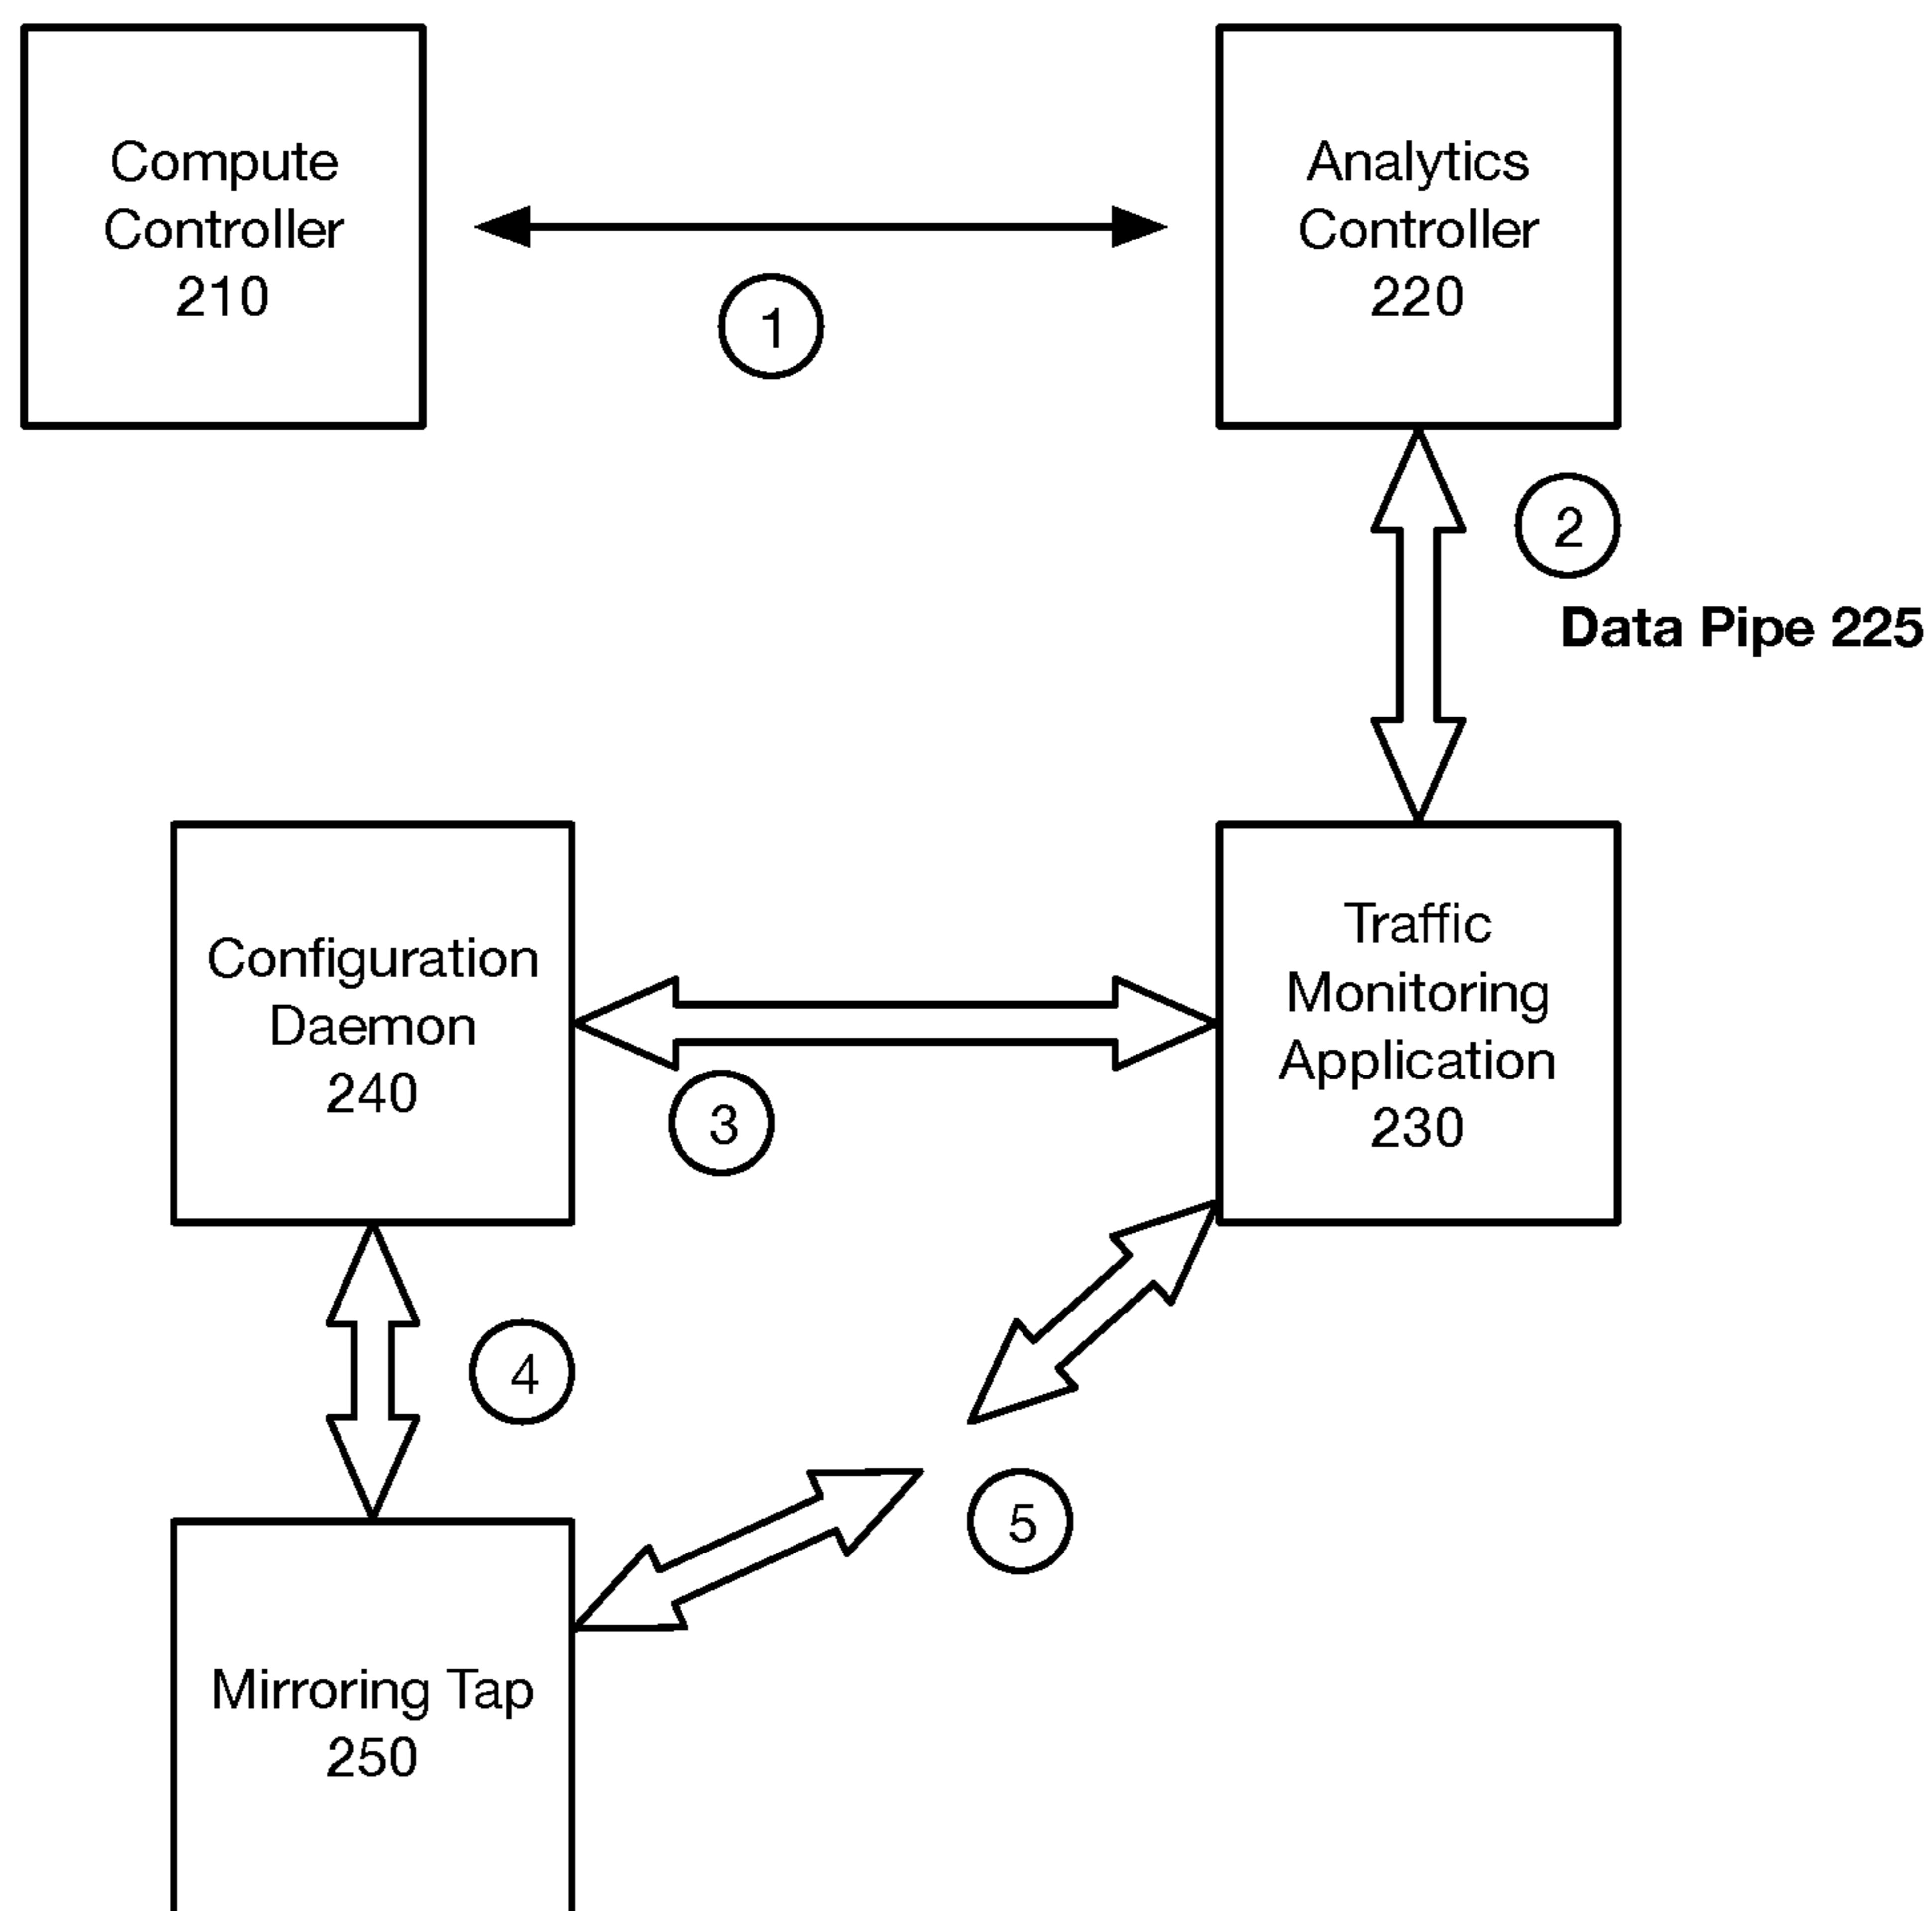 Compute
Controller
210
Analytics
Controller
220
1
2
Data Pipe 225
Configuration
Daemon
240
Traffic
Monitoring
Application
230
3
4
5
Mirroring Tap
250